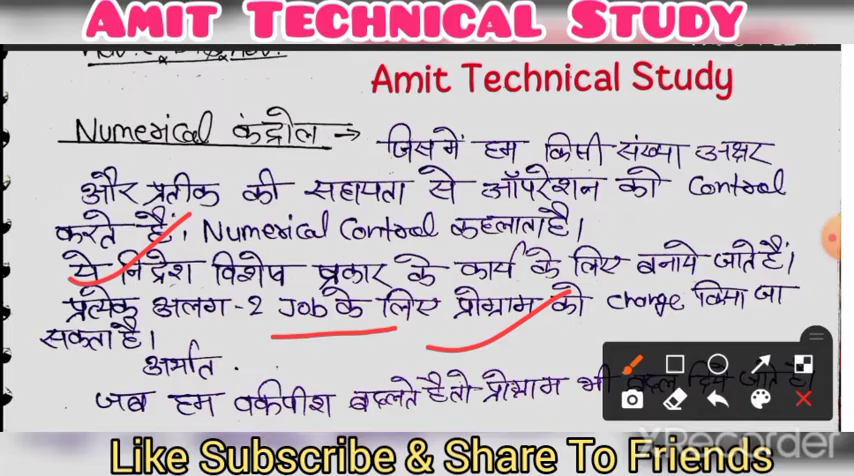 Amit Technical Study
Amit Technical Study
Numerical कंट्रोल → जिसमें हम किसी संख्या अक्षर
और प्रतीक की सहायता से ऑपरेशन को Control
करते हैं। Numerical Control कहलाता है।
ये निर्देश विशेष प्रकार के कार्य के लिए बनाये जाते हैं।
प्रत्येक अलग-2 Job के लिए प्रोग्राम को change किया जा
सकता है।
अर्थात
जब हम वर्कपीश बदलते है तो प्रोग्राम भी बदल दिये जाते है।
XRecorder
Like Subscribe & Share To Friends